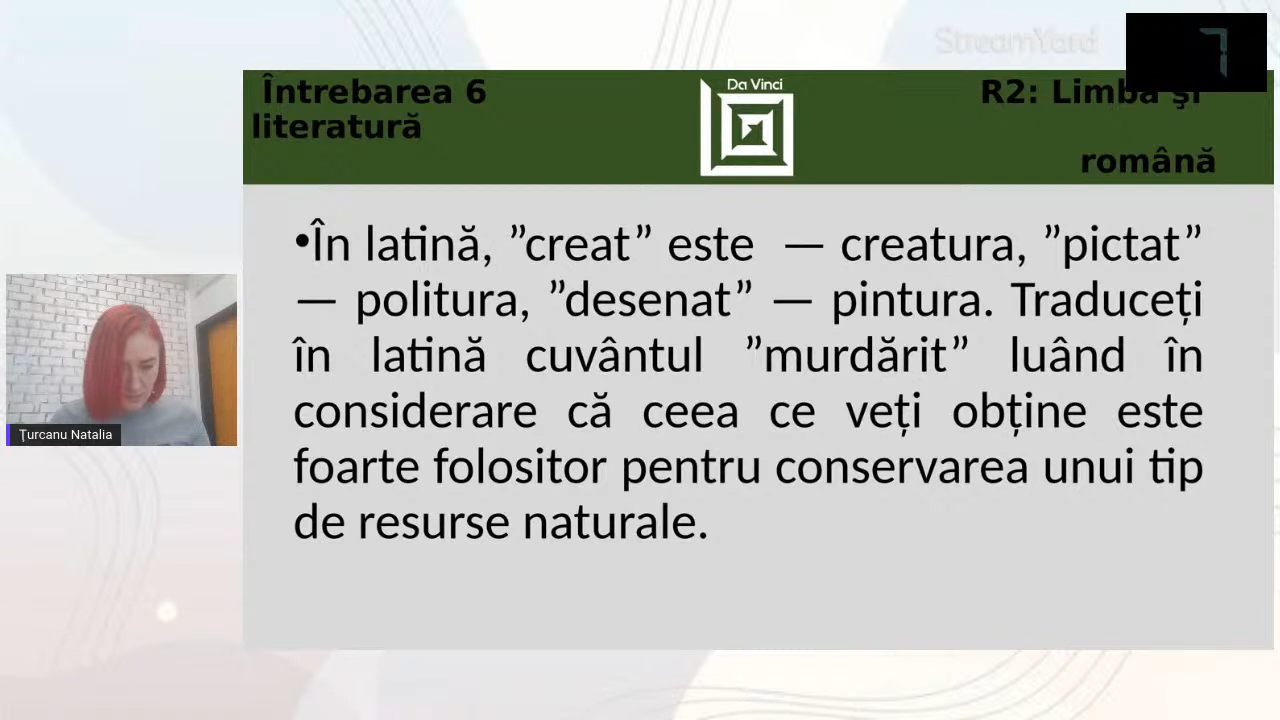 StreamYard
7
Întrebarea 6
R2: Limba și
literatură
română
Da Vinci
•În latină, ”creat” este — creatura, ”pictat”
— politura, ”desenat” — pintura. Traduceți
în latină cuvântul ”murdărit” luând în
considerare că ceea ce veți obține este
foarte folositor pentru conservarea unui tip
de resurse naturale.
Țurcanu Natalia